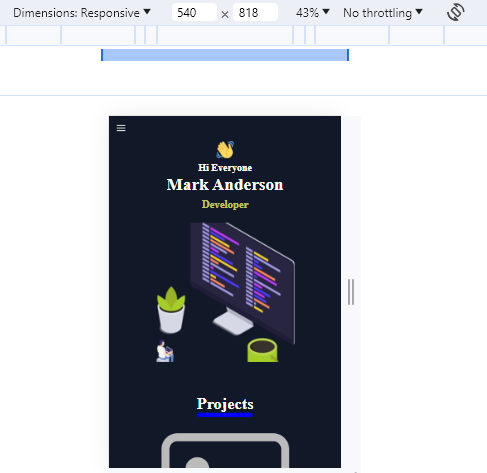 Dimensions: Responsive ▼ 540 × 818 43% ▼ No throttling ▼
Hi Everyone
Mark Anderson
Developer
Projects